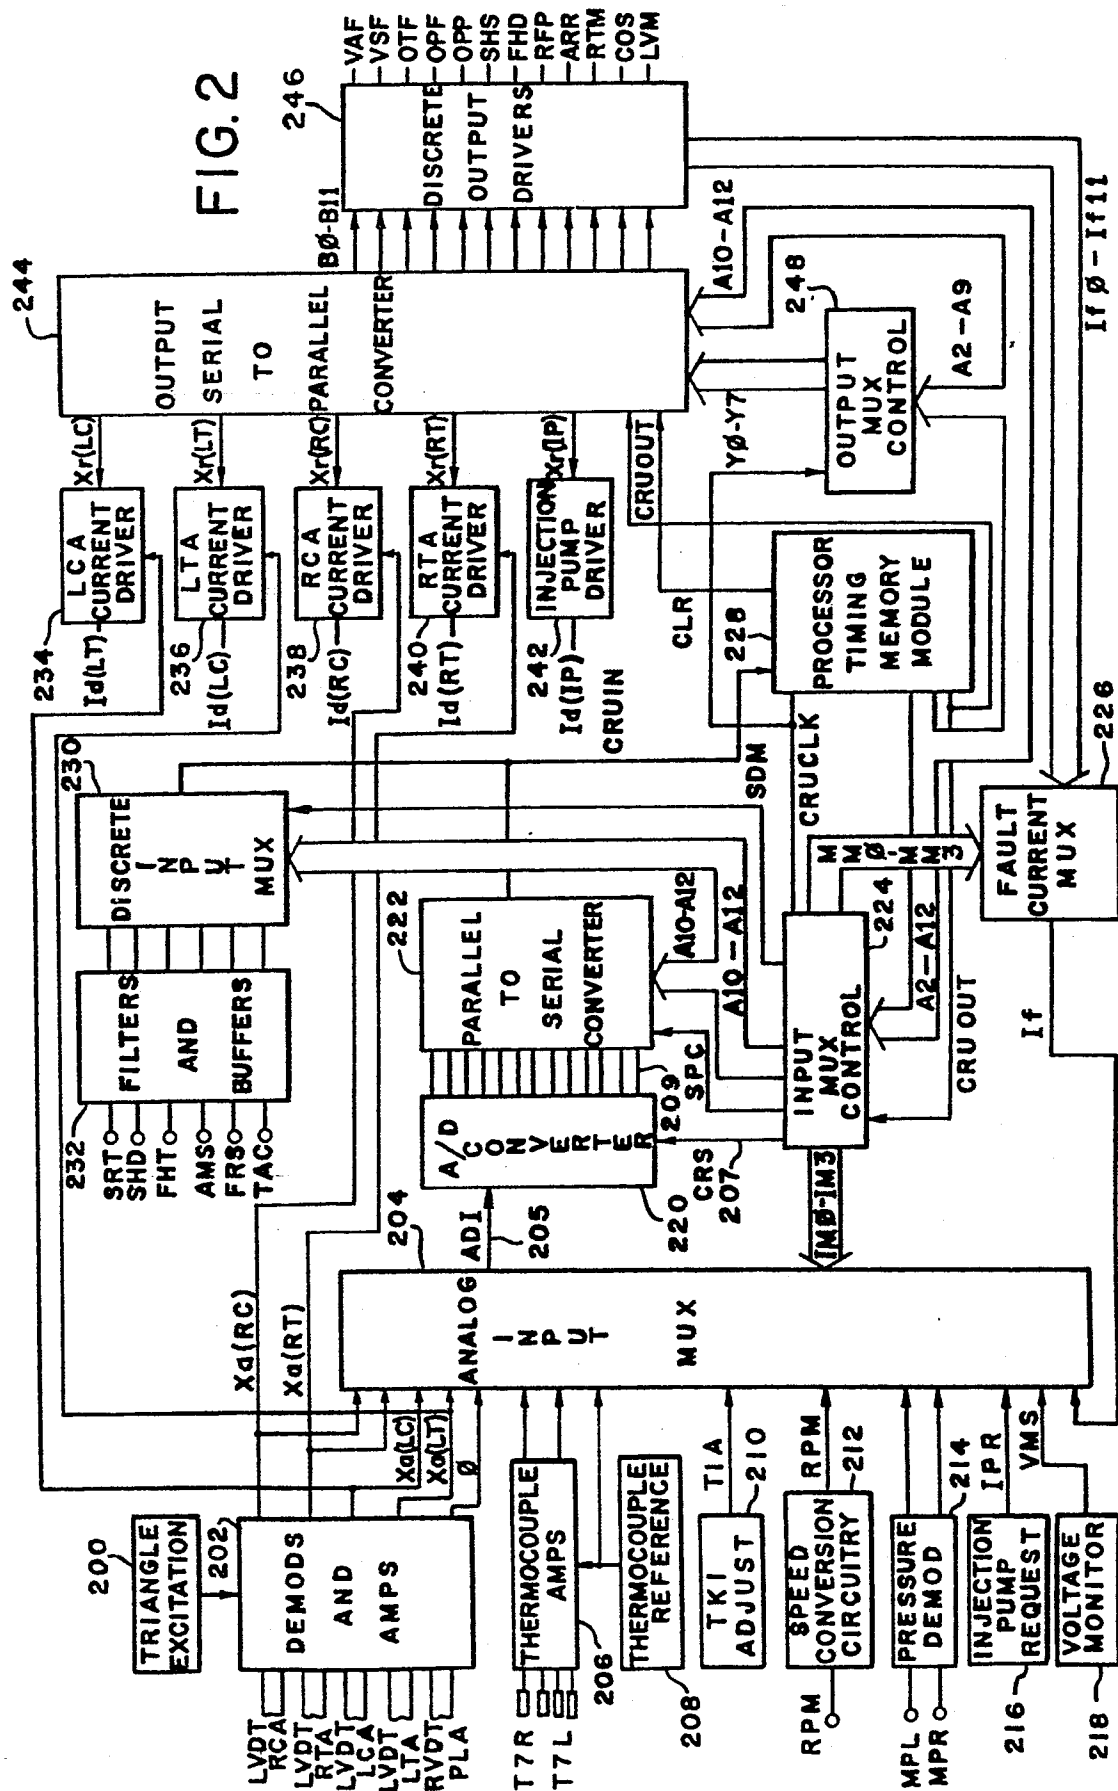 FIG. 2
TRIANGLE
EXCITATION
200
202
DEMODS
AND
AMPS
LVDT
RCA
LVDT
RTA
LVDT
LCA
LVDT
LTA
RVDT
PLA
Xa(RC)
Xa(RT)
Xa(LC)
Xa(LT)
Ø
T7R
T7L
THERMOCOUPLE
AMPS
206
THERMOCOUPLE
REFERENCE
208
TKI
ADJUST
TIA
210
RPM
SPEED
CONVERSION
CIRCUITRY
RPM
212
MPL
MPR
PRESSURE
DEMOD
214
INJECTION
PUMP
REQUEST
216
IPR
VOLTAGE
MONITOR
218
VMS
204
ANALOG
INPUT
MUX
ADI
205
232
SRT
SHD
FHT
AMS
FRS
TAC
FILTERS
AND
BUFFERS
230
DISCRETE
INPUT
MUX
A/D
CONVERTER
220
CRS
207
209
SPC
222
PARALLEL
TO
SERIAL
CONVERTER
A10-A12
A10-A12
INPUT
MUX
CONTROL
224
IMØ-IM3
MMØ-MM3
A2-A12
CRUOUT
If
FAULT
CURRENT
MUX
226
228
PROCESSOR
TIMING
MEMORY
MODULE
SDM
CRUCLK
CLR
CRUIN
CRUOUT
234
LCA
CURRENT
DRIVER
Id(LT)
Xr(LC)
236
LTA
CURRENT
DRIVER
Id(LC)
Xr(LT)
238
RCA
CURRENT
DRIVER
Id(RC)
Xr(RC)
240
RTA
CURRENT
DRIVER
Id(RT)
Xr(RT)
242
INJECTION
PUMP
DRIVER
Id(IP)
Xr(IP)
244
OUTPUT
SERIAL
TO
PARALLEL
CONVERTER
BØ-B11
246
DISCRETE
OUTPUT
DRIVERS
VAF
VSF
OTF
OPF
OPP
SHS
FHD
RFP
ARR
RTM
COS
LVM
A10-A12
YØ-Y7
248
OUTPUT
MUX
CONTROL
A2-A9
IfØ-If11